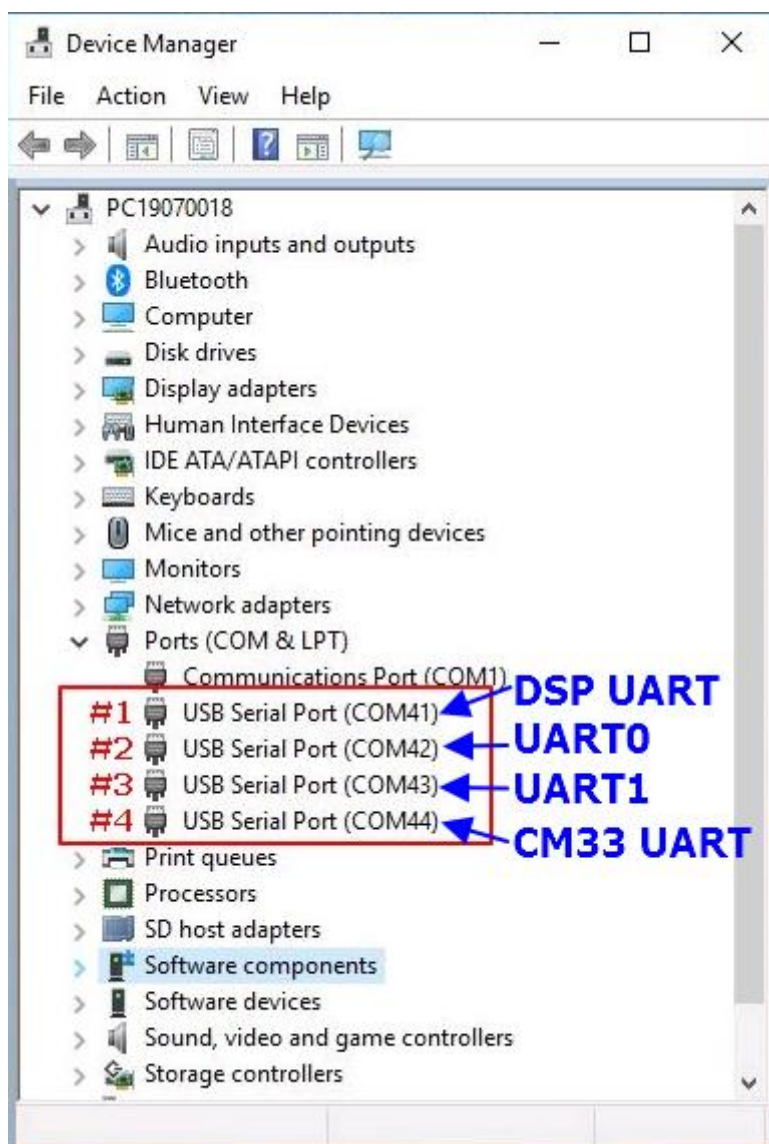 Device Manager
File Action View Help
PC19070018
Audio inputs and outputs
Bluetooth
Computer
Disk drives
Display adapters
Human Interface Devices
IDE ATA/ATAPI controllers
Keyboards
Mice and other pointing devices
Monitors
Network adapters
Ports (COM & LPT)
Communications Port (COM1)
#1 USB Serial Port (COM41) DSP UART
#2 USB Serial Port (COM42) UART0
#3 USB Serial Port (COM43) UART1
#4 USB Serial Port (COM44) CM33 UART
Print queues
Processors
SD host adapters
Software components
Software devices
Sound, video and game controllers
Storage controllers